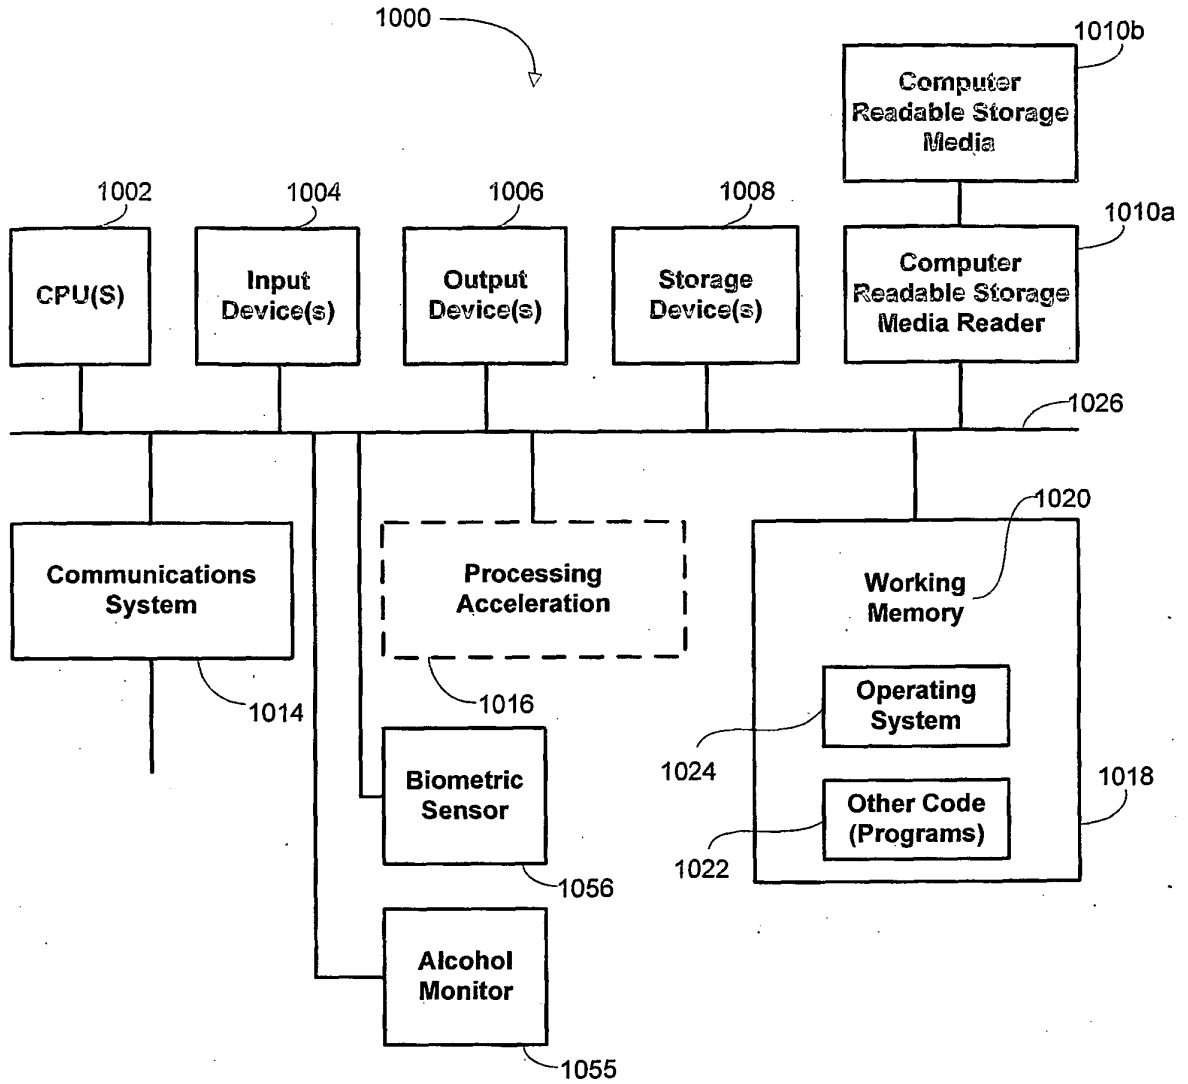 1000
1010b
Computer
Readable Storage
Media
1002
1004
1006
1008
1010a
CPU(S)
Input
Device(s)
Output
Device(s)
Storage
Device(s)
Computer
Readable Storage
Media Reader
1026
1020
Communications
System
Processing
Acceleration
Working
Memory
1014
1016
Operating
System
1024
Biometric
Sensor
Other Code
(Programs)
1018
1022
1056
Alcohol
Monitor
1055